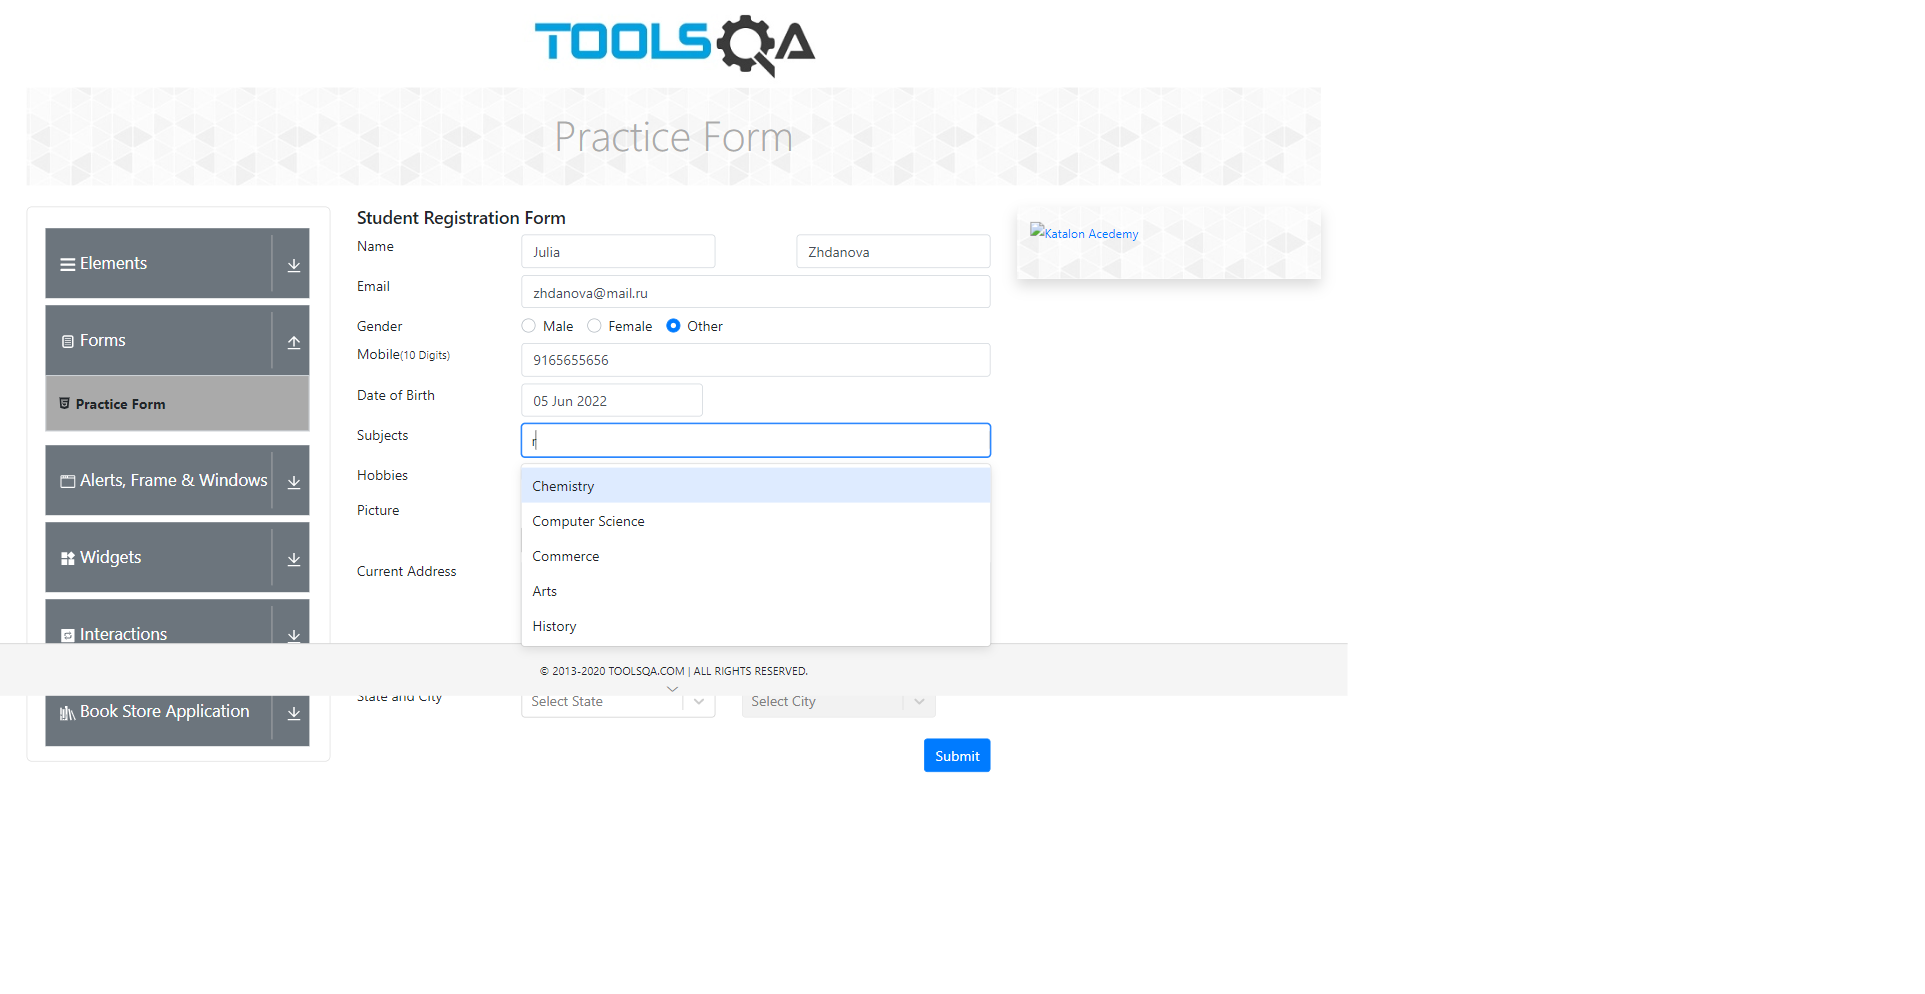 TOOLSQA
Practice Form
Elements
Forms
Practice Form
Alerts, Frame & Windows
Widgets
Interactions
Book Store Application
Student Registration Form
Name
Julia
Zhdanova
Email
zhdanova@mail.ru
Gender
Male
Female
Other
Mobile(10 Digits)
9165655656
Date of Birth
05 Jun 2022
Subjects
r
Hobbies
Chemistry
Picture
Computer Science
Commerce
Current Address
Arts
History
© 2013-2020 TOOLSQA.COM | ALL RIGHTS RESERVED.
State and City
Select State
Select City
Submit
Katalon Acedemy